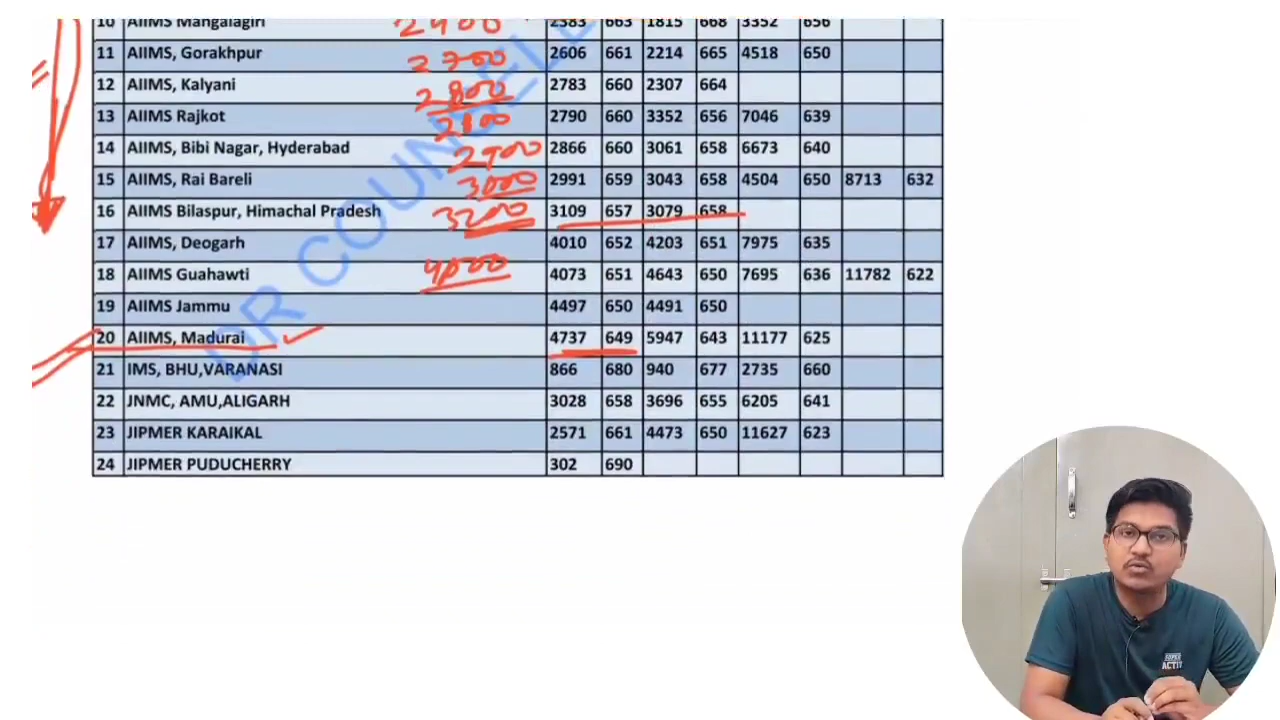 10 AIIMS Mangalagiri 2400 2383 663 1815 668 3352 656
11 AIIMS, Gorakhpur 2700 2606 661 2214 665 4518 650
12 AIIMS, Kalyani 2800 2783 660 2307 664
13 AIIMS Rajkot 2800 2790 660 3352 656 7046 639
14 AIIMS, Bibi Nagar, Hyderabad 2900 2866 660 3061 658 6673 640
15 AIIMS, Rai Bareli 3000 2991 659 3043 658 4504 650 8713 632
16 AIIMS Bilaspur, Himachal Pradesh 3200 3109 657 3079 658
17 AIIMS, Deogarh 4010 652 4203 651 7975 635
18 AIIMS Guahawti 4000 4073 651 4643 650 7695 636 11782 622
19 AIIMS Jammu 4497 650 4491 650
20 AIIMS, Madurai 4737 649 5947 643 11177 625
21 IMS, BHU,VARANASI 866 680 940 677 2735 660
22 JNMC, AMU,ALIGARH 3028 658 3696 655 6205 641
23 JIPMER KARAIKAL 2571 661 4473 650 11627 623
24 JIPMER PUDUCHERRY 302 690
DR COUNSELL
SUPER
ACTI